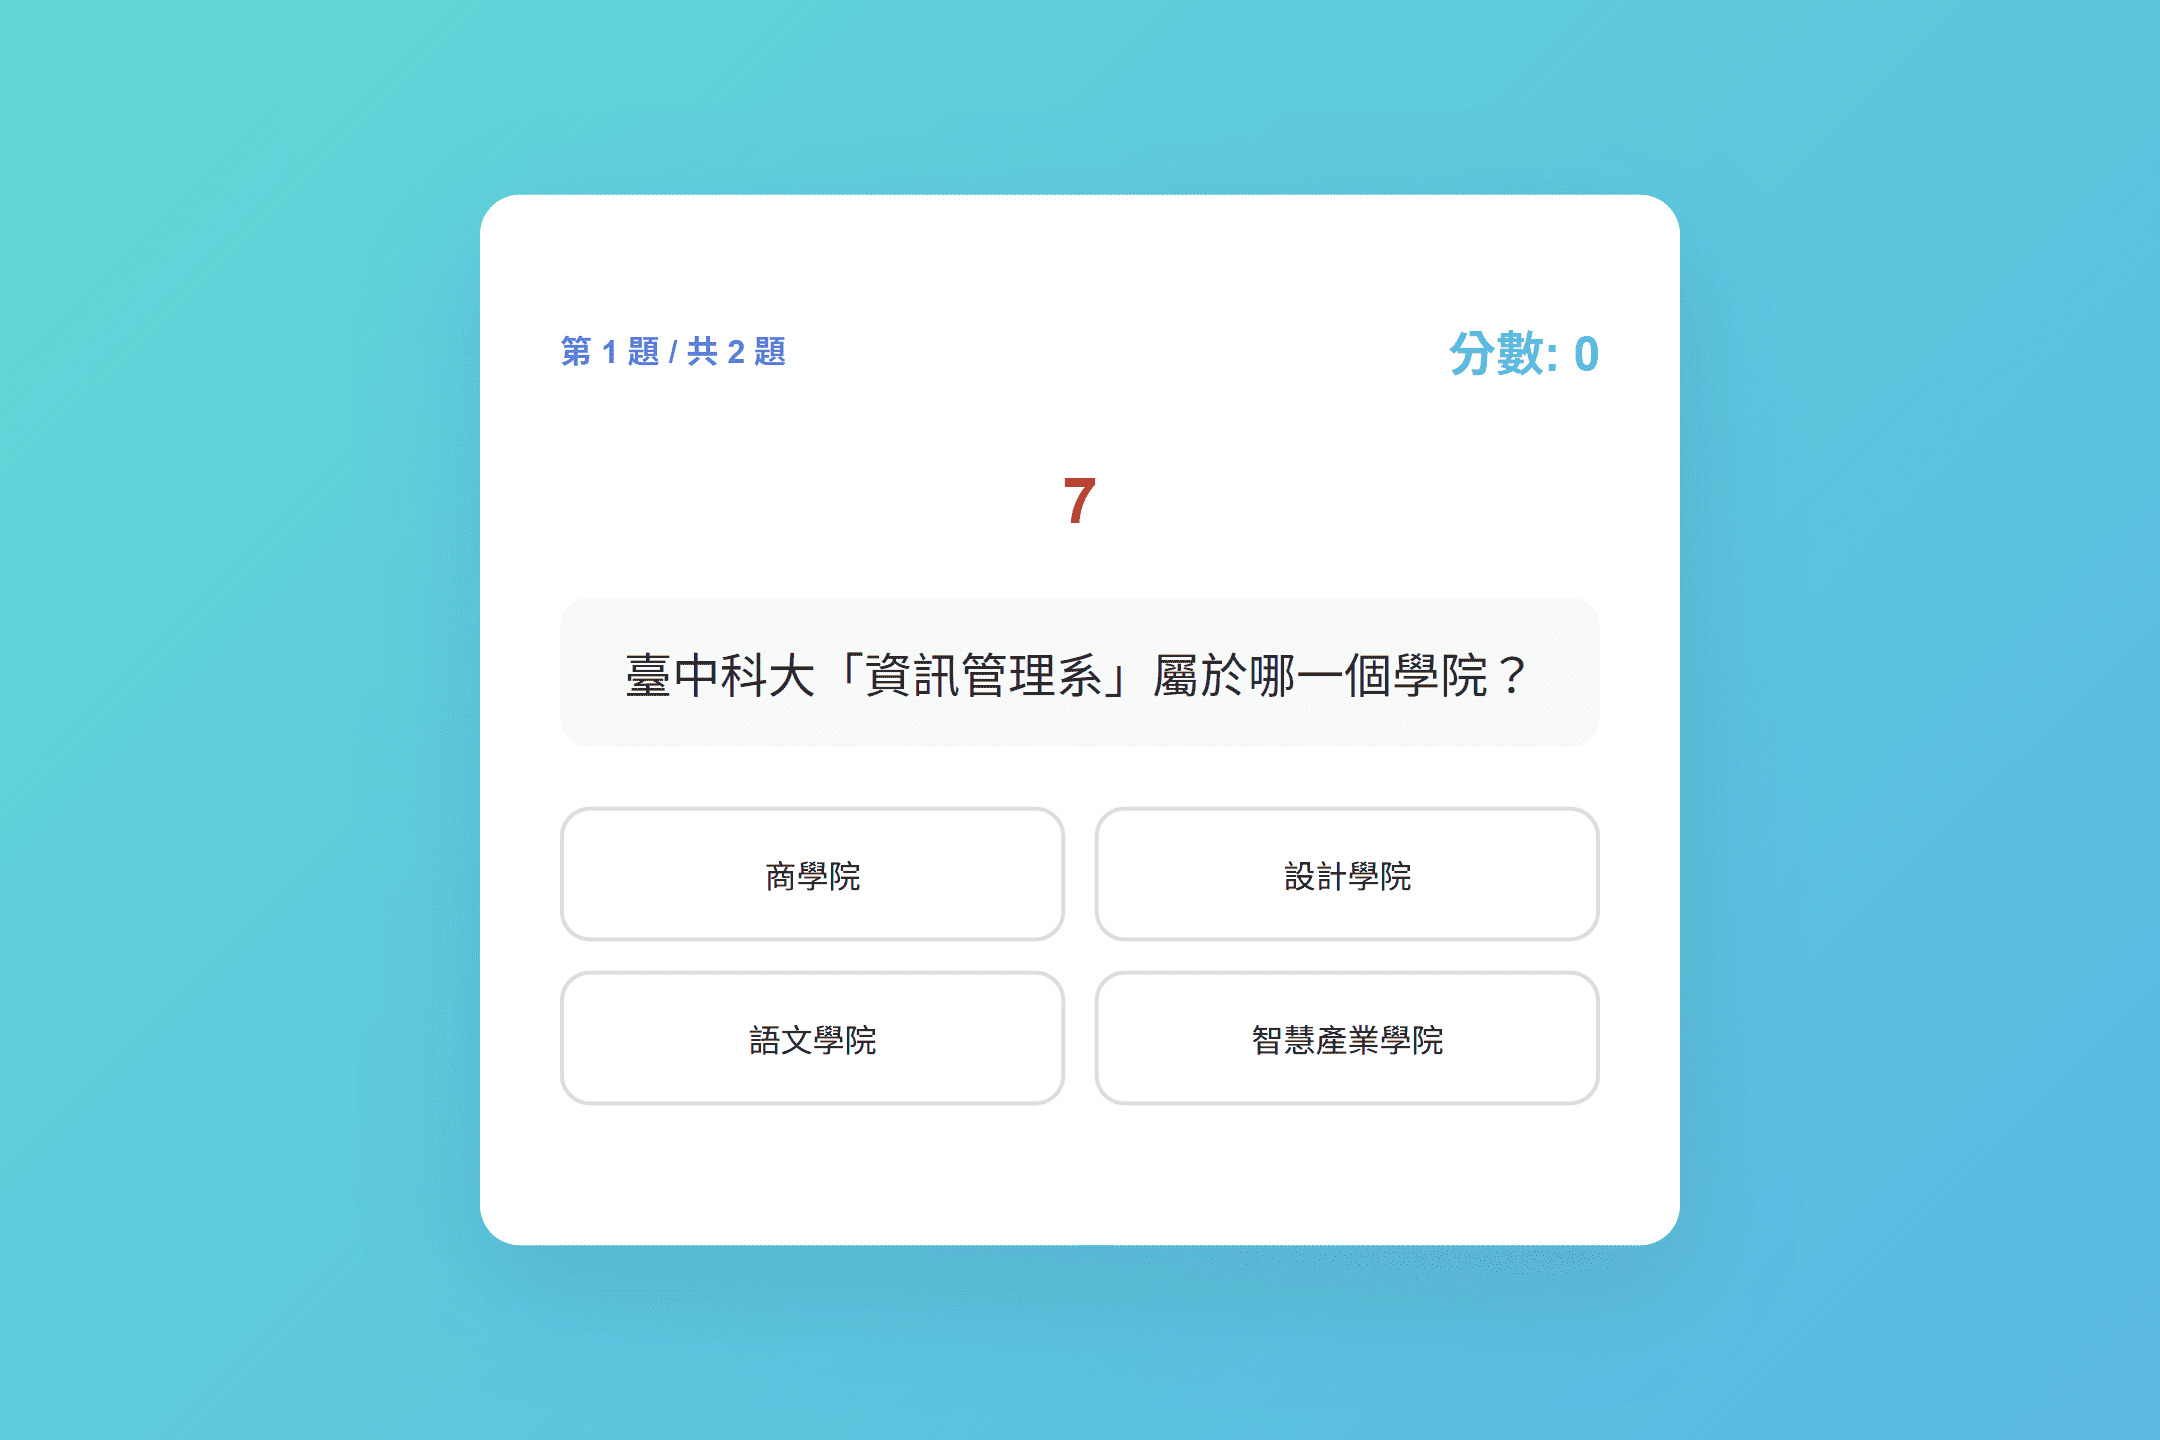 第 1 題 / 共 2 題
分數: 0
7
臺中科大「資訊管理系」屬於哪一個學院？
商學院
設計學院
語文學院
智慧產業學院